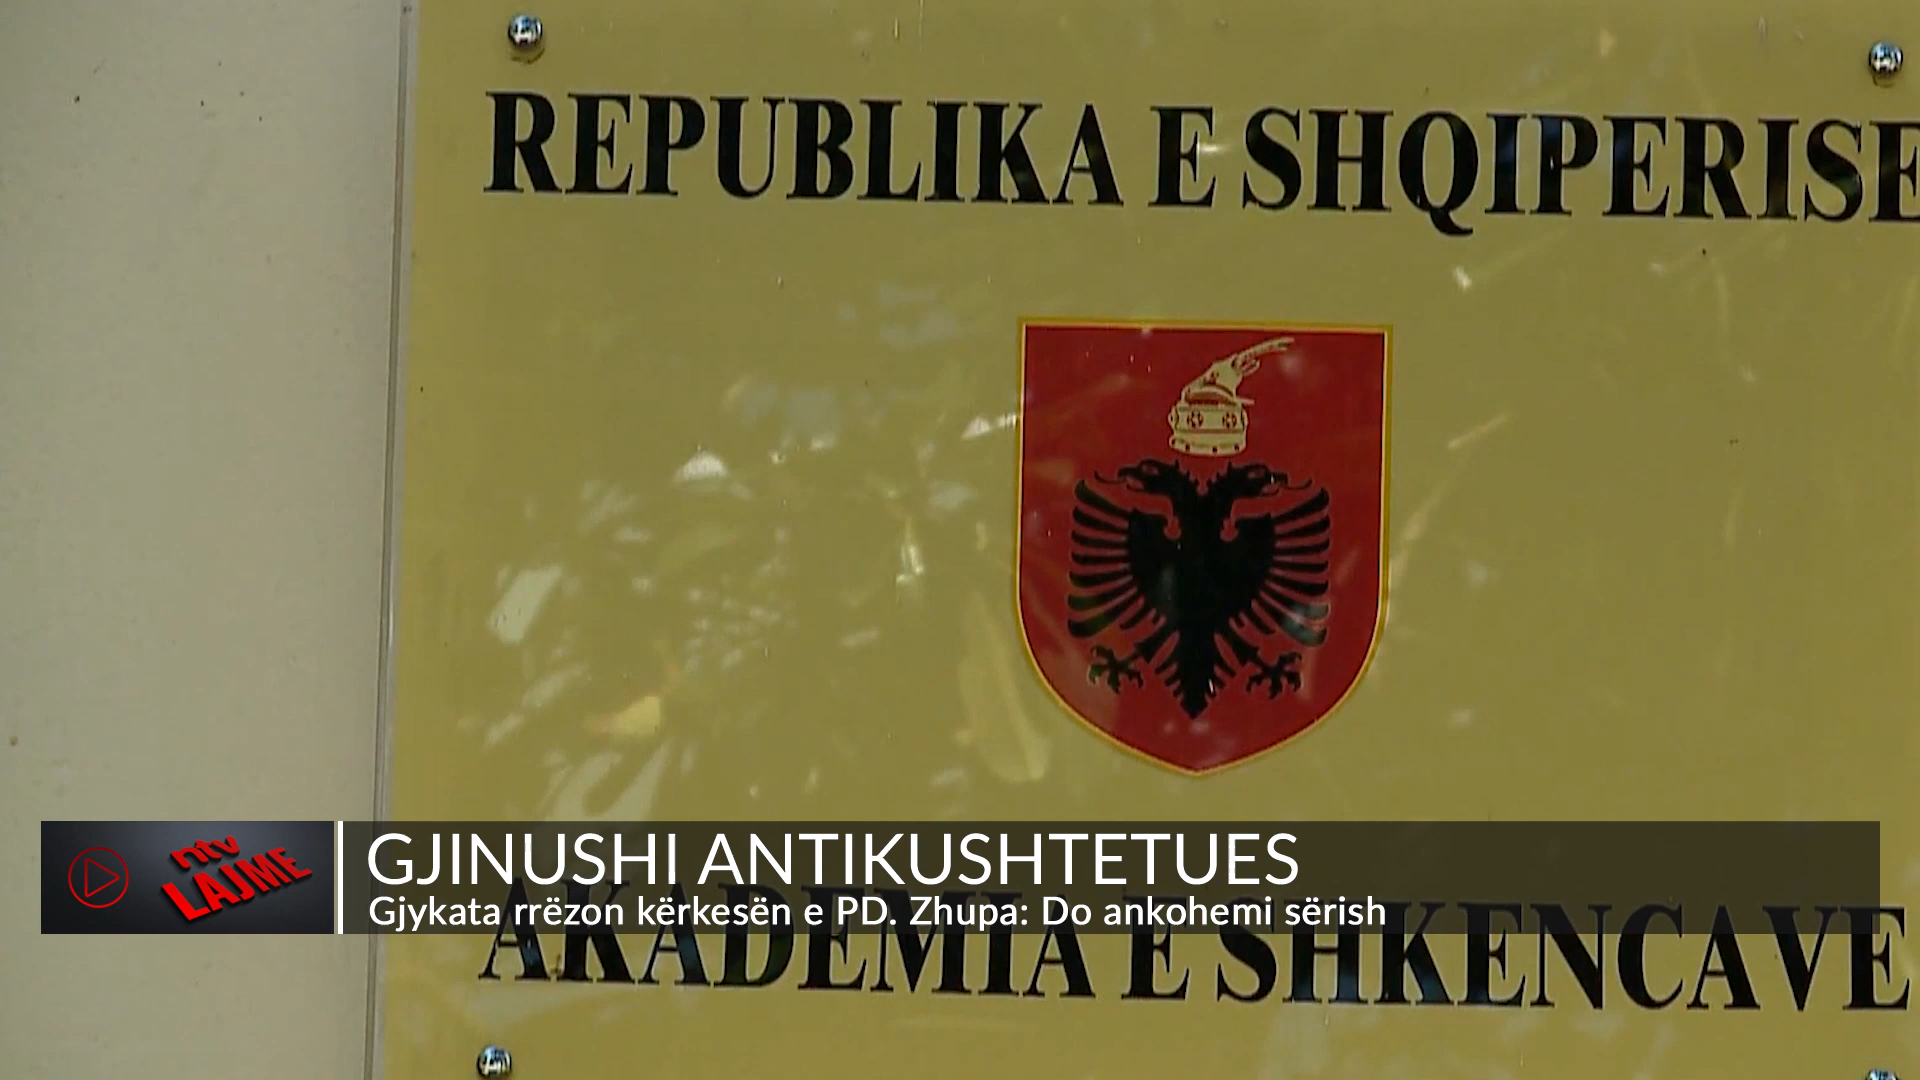 REPUBLIKA E SHQIPERISE
ntv
LAJME
GJINUSHI ANTIKUSHTETUES
Gjykata rrëzon kërkesën e PD. Zhupa: Do ankohemi sërish
AKADEMIA E SHKENCAVE